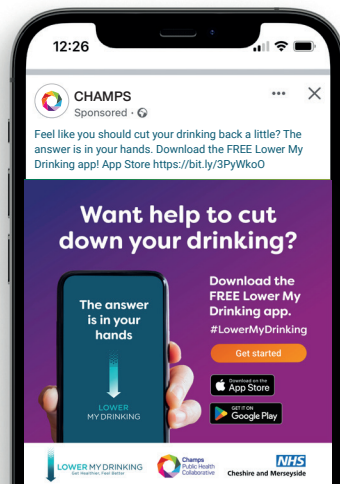 12:26
CHAMPS
Sponsored ·
Feel like you should cut your drinking back a little? The
answer is in your hands. Download the FREE Lower My
Drinking app! App Store https://bit.ly/3PyWkoO
Want help to cut
down your drinking?
The answer
is in your
hands
LOWER
MY DRINKING
Download the
FREE Lower My
Drinking app.
#LowerMyDrinking
Get started
Download on the
App Store
GET IT ON
Google Play
LOWER MY DRINKING
Get Healthier, Feel Better
Champs
Public Health
Collaborative
NHS
Cheshire and Merseyside